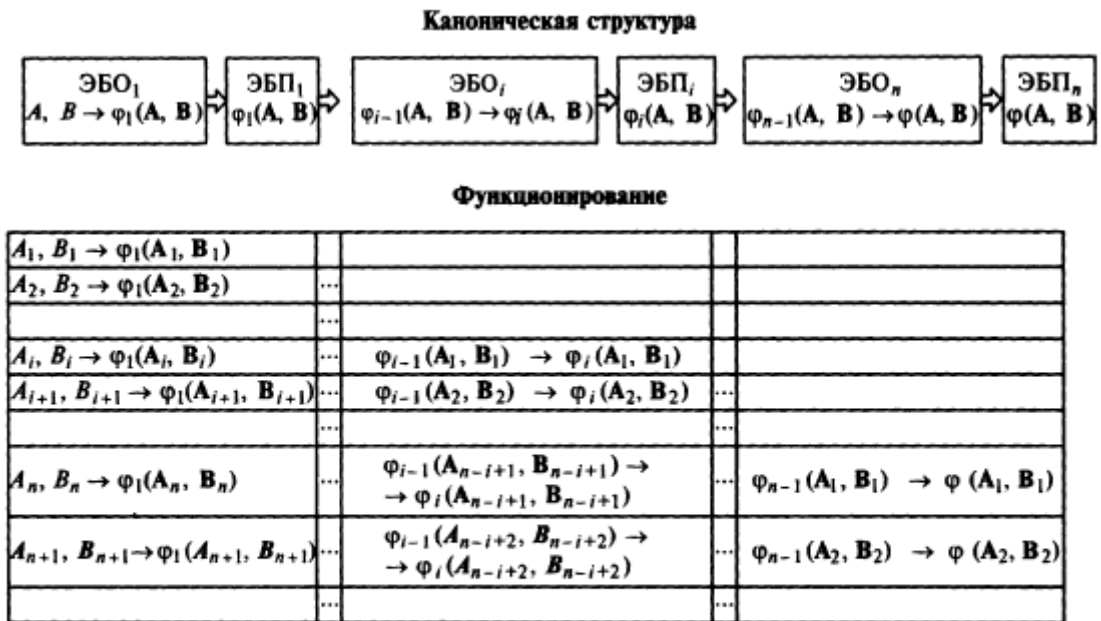 Каноническая структура
ЭБО₁ ЭБП₁ ЭБОᵢ ЭБПᵢ ЭБОₙ ЭБПₙ
A, B → φ₁(A, B) ⇨ φ₁(A, B) ⇨ φᵢ₋₁(A, B) → φᵢ(A, B) ⇨ φᵢ(A, B) ⇨ φₙ₋₁(A, B) → φ(A, B) ⇨ φ(A, B)
Функционирование
A₁, B₁ → φ₁(A₁, B₁)
A₂, B₂ → φ₁(A₂, B₂) ...
...
Aᵢ, Bᵢ → φ₁(Aᵢ, Bᵢ) ... φᵢ₋₁(A₁, B₁) → φᵢ(A₁, B₁)
Aᵢ₊₁, Bᵢ₊₁ → φ₁(Aᵢ₊₁, Bᵢ₊₁) ... φᵢ₋₁(A₂, B₂) → φᵢ(A₂, B₂) ...
... ...
Aₙ, Bₙ → φ₁(Aₙ, Bₙ) ... φᵢ₋₁(Aₙ₋ᵢ₊₁, Bₙ₋ᵢ₊₁) →
→ φᵢ(Aₙ₋ᵢ₊₁, Bₙ₋ᵢ₊₁) ... φₙ₋₁(A₁, B₁) → φ (A₁, B₁)
Aₙ₊₁, Bₙ₊₁→φ₁(Aₙ₊₁, Bₙ₊₁) ... φᵢ₋₁(Aₙ₋ᵢ₊₂, Bₙ₋ᵢ₊₂) →
→ φᵢ(Aₙ₋ᵢ₊₂, Bₙ₋ᵢ₊₂) ... φₙ₋₁(A₂, B₂) → φ (A₂, B₂)
... ...